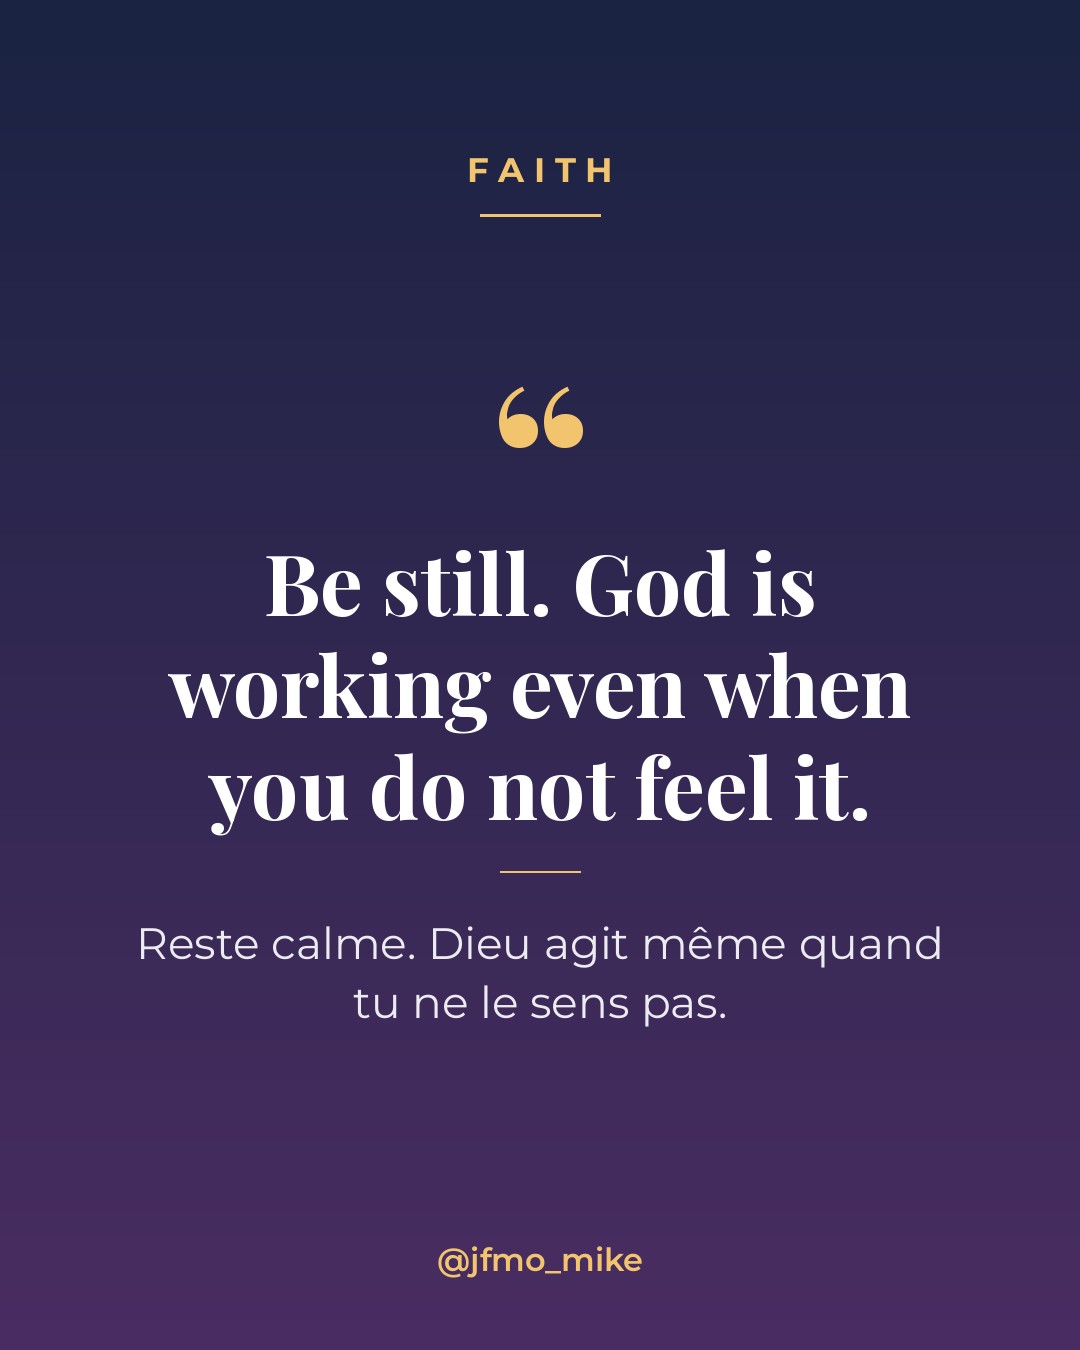 FAITH
“
Be still. God is
working even when
you do not feel it.
Reste calme. Dieu agit même quand
tu ne le sens pas.
@jfmo_mike